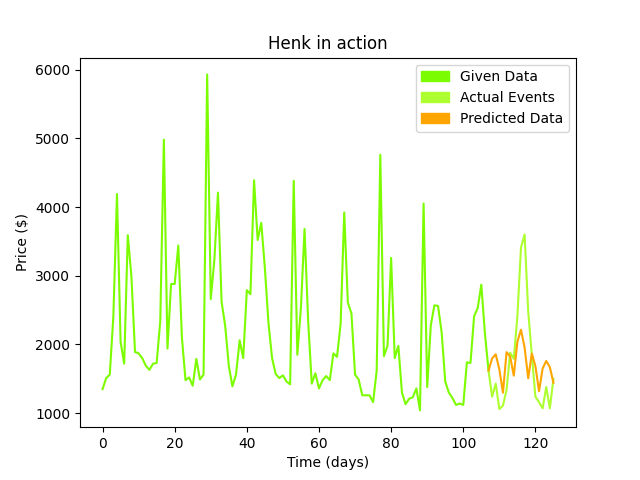 Henk in action
Given Data
Actual Events
Predicted Data
Price ($)
6000
5000
4000
3000
2000
1000
0 20 40 60 80 100 120
Time (days)